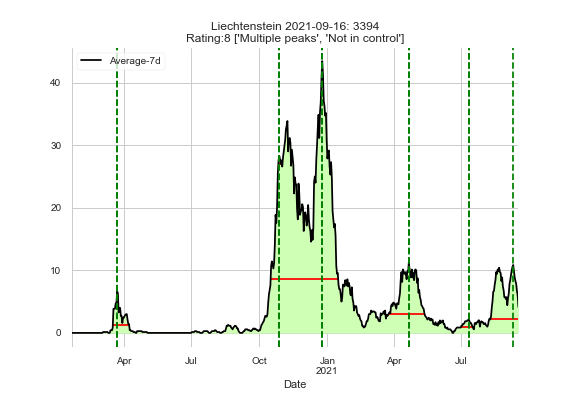 Liechtenstein 2021-09-16: 3394
Rating:8 ['Multiple peaks', 'Not in control']
Average-7d
40
30
20
10
0
Apr Jul Oct Jan Apr Jul
2021
Date